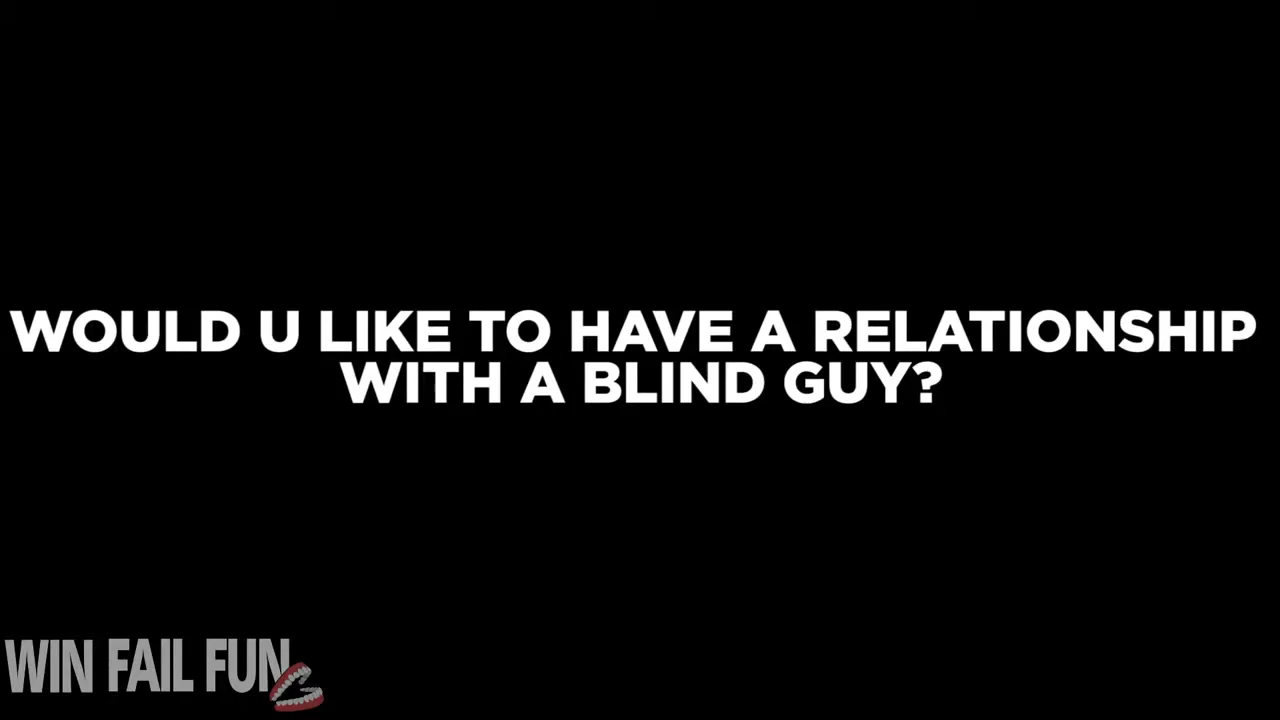 WOULD U LIKE TO HAVE A RELATIONSHIP
WITH A BLIND GUY?
WIN FAIL FUN